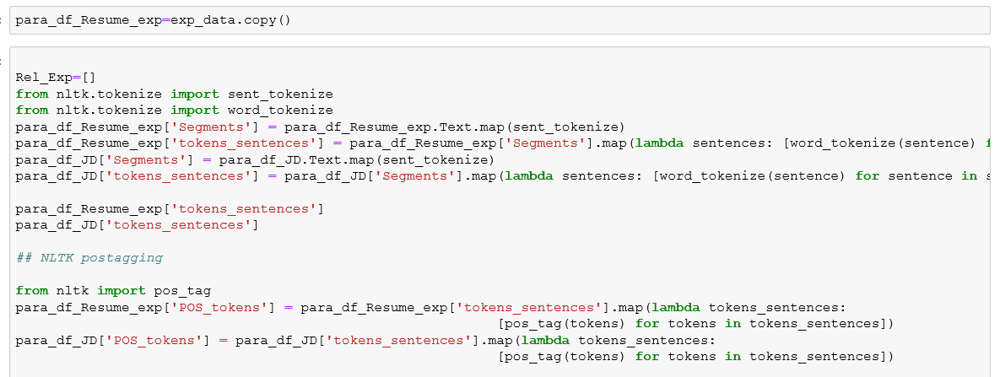 para_df_Resume_exp=exp_data.copy()
Rel_Exp=[]
from nltk.tokenize import sent_tokenize
from nltk.tokenize import word_tokenize
para_df_Resume_exp['Segments'] = para_df_Resume_exp.Text.map(sent_tokenize)
para_df_Resume_exp['tokens_sentences'] = para_df_Resume_exp['Segments'].map(lambda sentences: [word_tokenize(sentence)
para_df_JD['Segments'] = para_df_JD.Text.map(sent_tokenize)
para_df_JD['tokens_sentences'] = para_df_JD['Segments'].map(lambda sentences: [word_tokenize(sentence) for sentence in
para_df_Resume_exp['tokens_sentences']
para_df_JD['tokens_sentences']
## NLTK postagging
from nltk import pos_tag
para_df_Resume_exp['POS_tokens'] = para_df_Resume_exp['tokens_sentences'].map(lambda tokens_sentences:
[pos_tag(tokens) for tokens in tokens_sentences])
para_df_JD['POS_tokens'] = para_df_JD['tokens_sentences'].map(lambda tokens_sentences:
[pos_tag(tokens) for tokens in tokens_sentences])